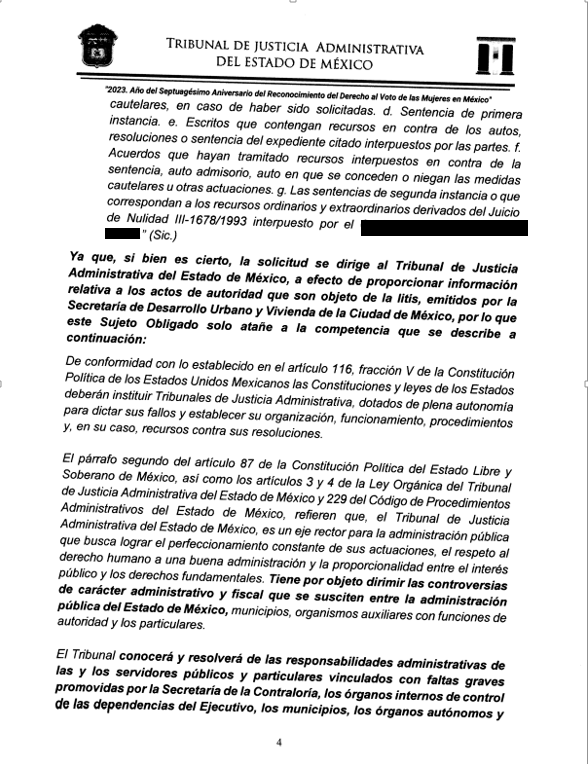 TRIBUNAL DE JUSTICIA ADMINISTRATIVA
DEL ESTADO DE MÉXICO
"2023. Año del Septuagésimo Aniversario del Reconocimiento del Derecho al Voto de las Mujeres en México"
cautelares, en caso de haber sido solicitadas. d. Sentencia de primera
instancia. e. Escritos que contengan recursos en contra de los autos,
resoluciones o sentencia del expediente citado interpuestos por las partes. f.
Acuerdos que hayan tramitado recursos interpuestos en contra de la
sentencia, auto admisorio, auto en que se conceden o niegan las medidas
cautelares u otras actuaciones. g. Las sentencias de segunda instancia o que
correspondan a los recursos ordinarios y extraordinarios derivados del Juicio
de Nulidad III-1678/1993 interpuesto por el
" (Sic.)
Ya que, si bien es cierto, la solicitud se dirige al Tribunal de Justicia
Administrativa del Estado de México, a efecto de proporcionar información
relativa a los actos de autoridad que son objeto de la litis, emitidos por la
Secretaría de Desarrollo Urbano y Vivienda de la Ciudad de México, por lo que
este Sujeto Obligado solo atañe a la competencia que se describe a
continuación:
De conformidad con lo establecido en el artículo 116, fracción V de la Constitución
Política de los Estados Unidos Mexicanos las Constituciones y leyes de los Estados
deberán instituir Tribunales de Justicia Administrativa, dotados de plena autonomía
para dictar sus fallos y establecer su organización, funcionamiento, procedimientos
y, en su caso, recursos contra sus resoluciones.
El párrafo segundo del artículo 87 de la Constitución Política del Estado Libre y
Soberano de México, así como los artículos 3 y 4 de la Ley Orgánica del Tribunal
de Justicia Administrativa del Estado de México y 229 del Código de Procedimientos
Administrativos del Estado de México, refieren que, el Tribunal de Justicia
Administrativa del Estado de México, es un eje rector para la administración pública
que busca lograr el perfeccionamiento constante de sus actuaciones, el respeto al
derecho humano a una buena administración y la proporcionalidad entre el interés
público y los derechos fundamentales. Tiene por objeto dirimir las controversias
de carácter administrativo y fiscal que se susciten entre la administración
pública del Estado de México, municipios, organismos auxiliares con funciones de
autoridad y los particulares.
El Tribunal conocerá y resolverá de las responsabilidades administrativas de
las y los servidores públicos y particulares vinculados con faltas graves
promovidas por la Secretaría de la Contraloría, los órganos internos de control
de las dependencias del Ejecutivo, los municipios, los órganos autónomos y
4